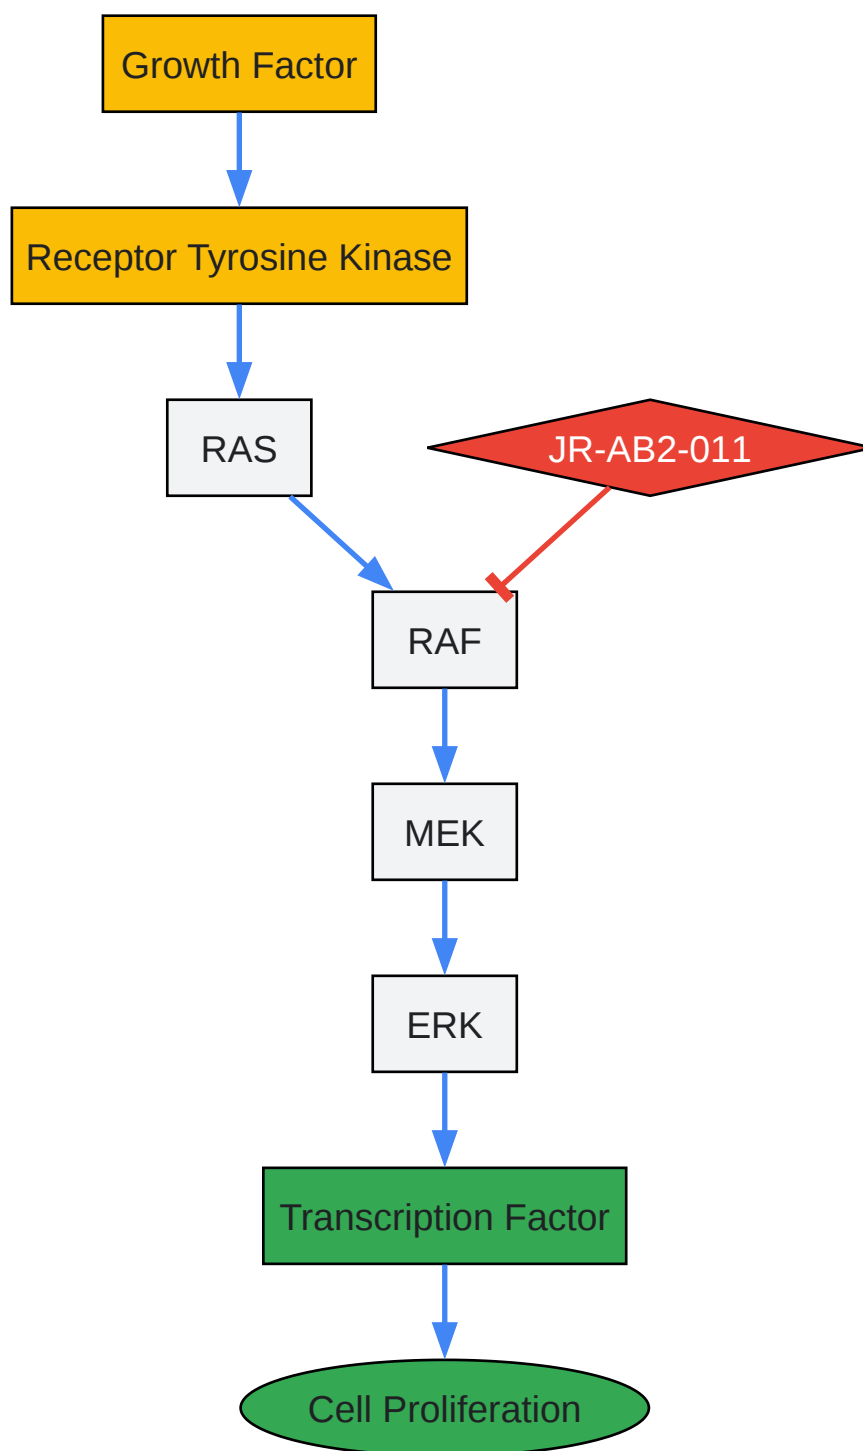 Growth Factor
Receptor Tyrosine Kinase
RAS
JR-AB2-011
RAF
MEK
ERK
Transcription Factor
Cell Proliferation